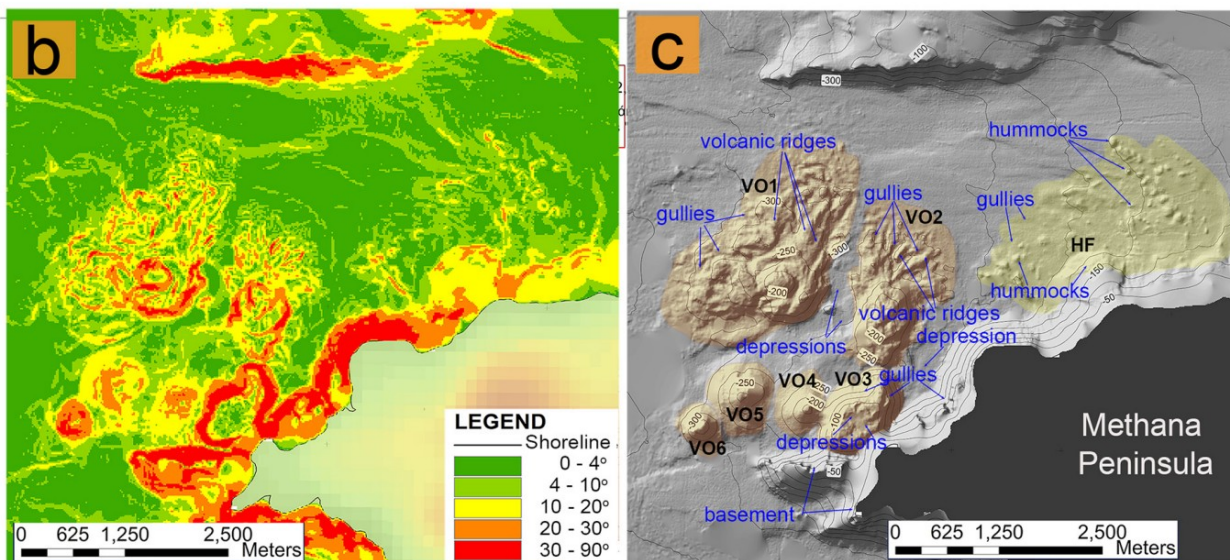 b
LEGEND
Shoreline
0 - 4°
4 - 10°
10 - 20°
20 - 30°
30 - 90°
0 625 1,250 2,500
Meters
c
-100
-300
hummocks
volcanic ridges
VO1
-300
gullies
gullies
VO2
gullies
-250
-300
HF
-150
-200
hummocks
-50
volcanic ridges
-200
depressions
depression
-250
VO4
-250
VO3
gullies
-250
-200
VO5
-300
-100
VO6
depressions
Methana
Peninsula
-50
basement
0 625 1,250 2,500
Meters